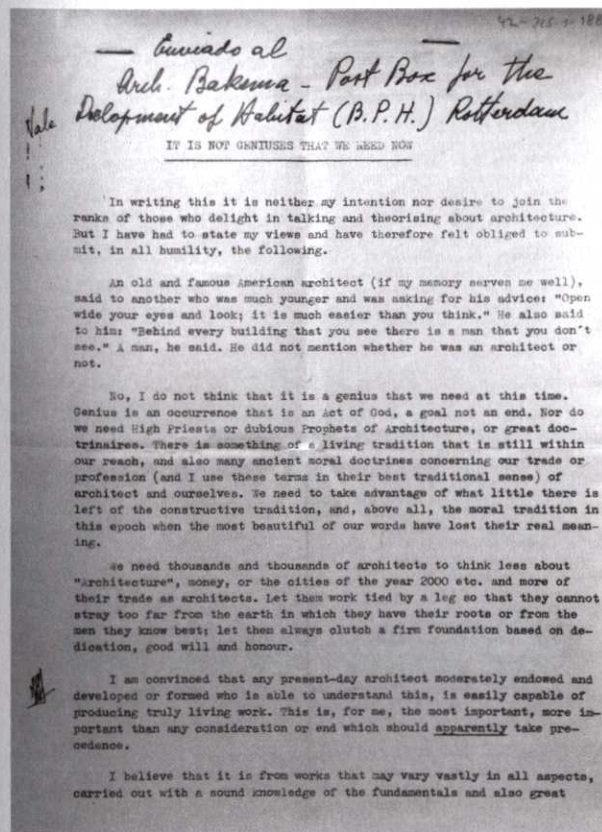 — Enviado al —
Arch. Bakema - Post Box for the
Delopment of Habitat (B.P.H.) Rotterdam
Vale
!
!
;
IT IS NOT GENIUSES THAT WE NEED NOW
In writing this it is neither my intention nor desire to join the
ranks of those who delight in talking and theorising about architecture.
But I have had to state my views and have therefore felt obliged to sub-
mit, in all humility, the following.
An old and famous American architect (if my memory serves me well),
said to another who was much younger and was asking for his advice: "Open
wide your eyes and look; it is much easier than you think." He also said
to him: "Behind every building that you see there is a man that you don't
see." A man, he said. He did not mention whether he was an architect or
not.
No, I do not think that it is a genius that we need at this time.
Genius is an occurrence that is an Act of God, a goal not an end. Nor do
we need High Priests or dubious Prophets of Architecture, or great doc-
trinaires. There is something of a living tradition that is still within
our reach, and also many ancient moral doctrines concerning our trade or
profession (and I use these terms in their best traditional sense) of
architect and ourselves. We need to take advantage of what little there is
left of the constructive tradition, and, above all, the moral tradition in
this epoch when the most beautiful of our words have lost their real mean-
ing.
We need thousands and thousands of architects to think less about
"Architecture", money, or the cities of the year 2000 etc. and more of
their trade as architects. Let them work tied by a leg so that they cannot
stray too far from the earth in which they have their roots or from the
men they know best; let them always clutch a firm foundation based on de-
dication, good will and honour.
I am convinced that any present-day architect moderately endowed and
developed or formed who is able to understand this, is easily capable of
producing truly living work. This is, for me, the most important, more im-
portant than any consideration or end which should apparently take pre-
cedence.
I believe that it is from works that may vary vastly in all aspects,
carried out with a sound knowledge of the fundamentals and also great